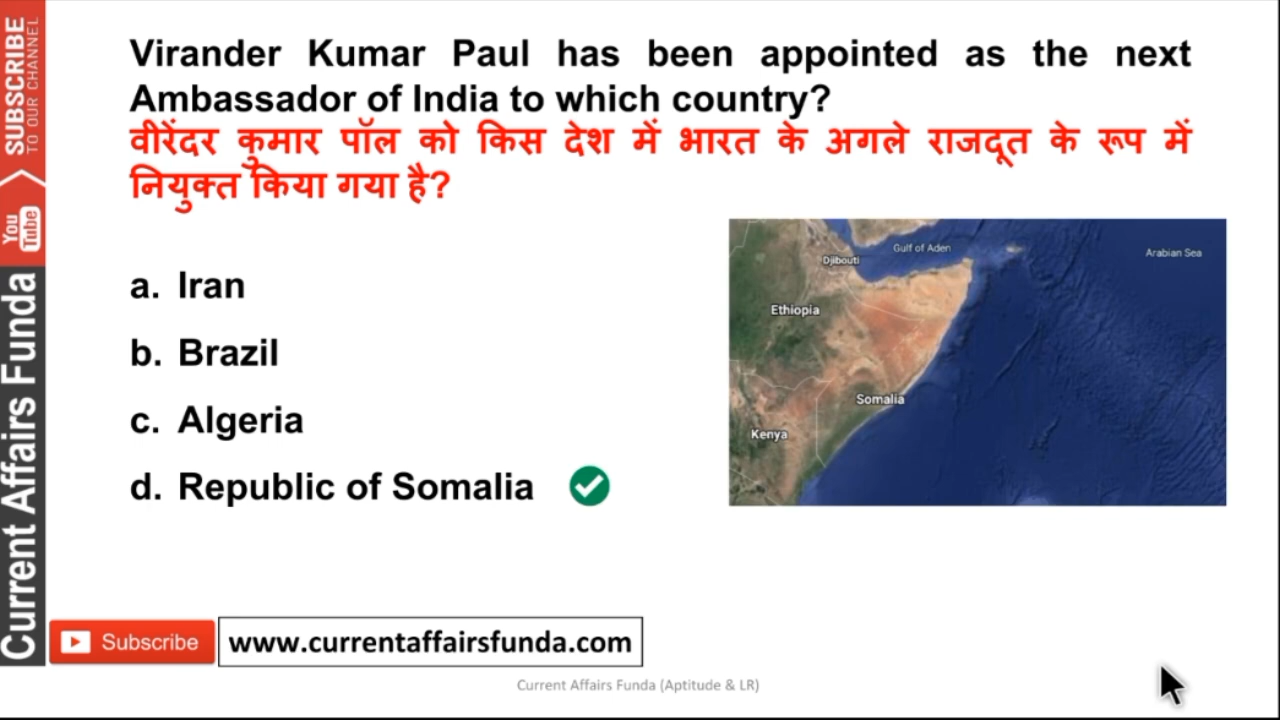 Virander Kumar Paul has been appointed as the next
Ambassador of India to which country?
वीरेंदर कुमार पॉल को किस देश में भारत के अगले राजदूत के रूप में
नियुक्त किया गया है?
a. Iran
b. Brazil
c. Algeria
d. Republic of Somalia
Gulf of Aden
Arabian Sea
Djibouti
Ethiopia
Somalia
Kenya
SUBSCRIBE
TO OUR CHANNEL
You Tube
Current Affairs Funda
Subscribe
www.currentaffairsfunda.com
Current Affairs Funda (Aptitude & LR)